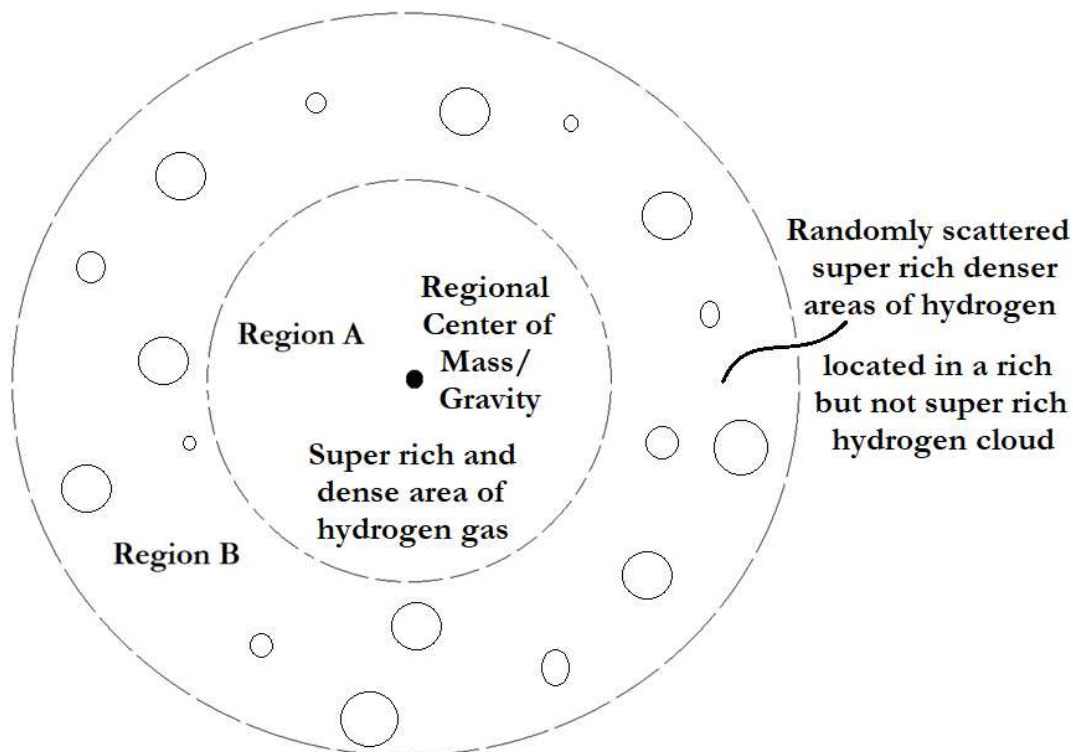 Region A
Regional
Center of
Mass/
Gravity
Super rich and
dense area of
hydrogen gas
Region B
Randomly scattered
super rich denser
areas of hydrogen
located in a rich
but not super rich
hydrogen cloud